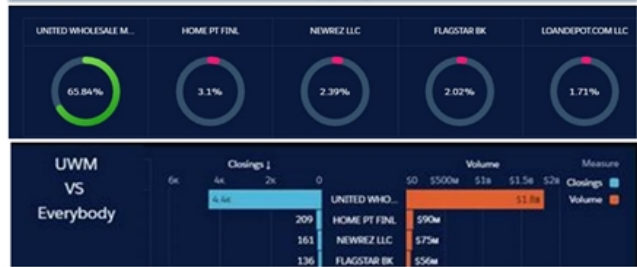 UNITED WHOLESALE M...
HOME PT FINL
NEWREZ LLC
FLAGSTAR BK
LOANDEPOT.COM LLC
65.84%
3.1%
2.39%
2.02%
1.71%
UWM
VS
Everybody
Closings ↓
Volume
Measure
6K 4K 2K 0
$0 $500M $1B $1.5B $2B
Closings
Volume
4.4K UNITED WHO... $1.8B
209 HOME PT FINL $90M
161 NEWREZ LLC $75M
136 FLAGSTAR BK $56M